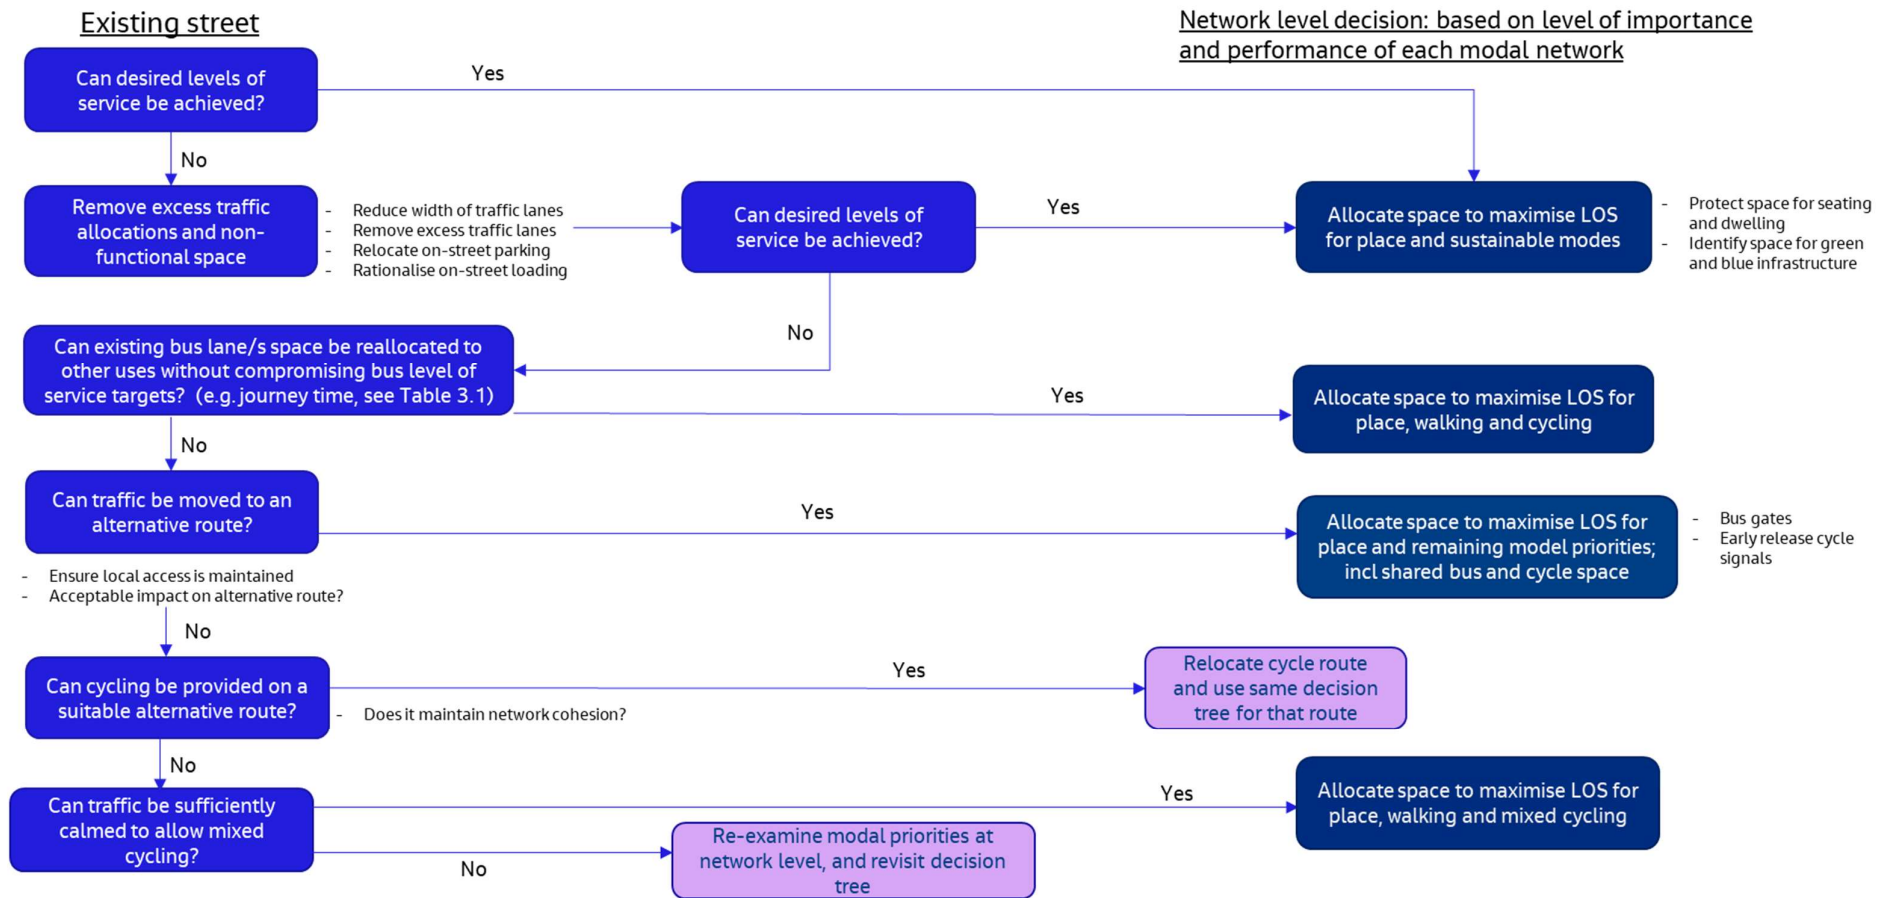 Existing street
Network level decision: based on level of importance
and performance of each modal network
Can desired levels of
service be achieved?
Yes
No
Remove excess traffic
allocations and non-
functional space
- Reduce width of traffic lanes
- Remove excess traffic lanes
- Relocate on-street parking
- Rationalise on-street loading
Can desired levels of
service be achieved?
Yes
Allocate space to maximise LOS
for place and sustainable modes
- Protect space for seating
and dwelling
- Identify space for green
and blue infrastructure
No
Can existing bus lane/s space be reallocated to
other uses without compromising bus level of
service targets? (e.g. journey time, see Table 3.1)
Yes
Allocate space to maximise LOS for
place, walking and cycling
No
Can traffic be moved to an
alternative route?
Yes
Allocate space to maximise LOS for
place and remaining model priorities;
incl shared bus and cycle space
- Bus gates
- Early release cycle
signals
- Ensure local access is maintained
- Acceptable impact on alternative route?
No
Can cycling be provided on a
suitable alternative route?
- Does it maintain network cohesion?
Yes
Relocate cycle route
and use same decision
tree for that route
No
Can traffic be sufficiently
calmed to allow mixed
cycling?
Yes
Allocate space to maximise LOS for
place, walking and mixed cycling
No
Re-examine modal priorities at
network level, and revisit decision
tree